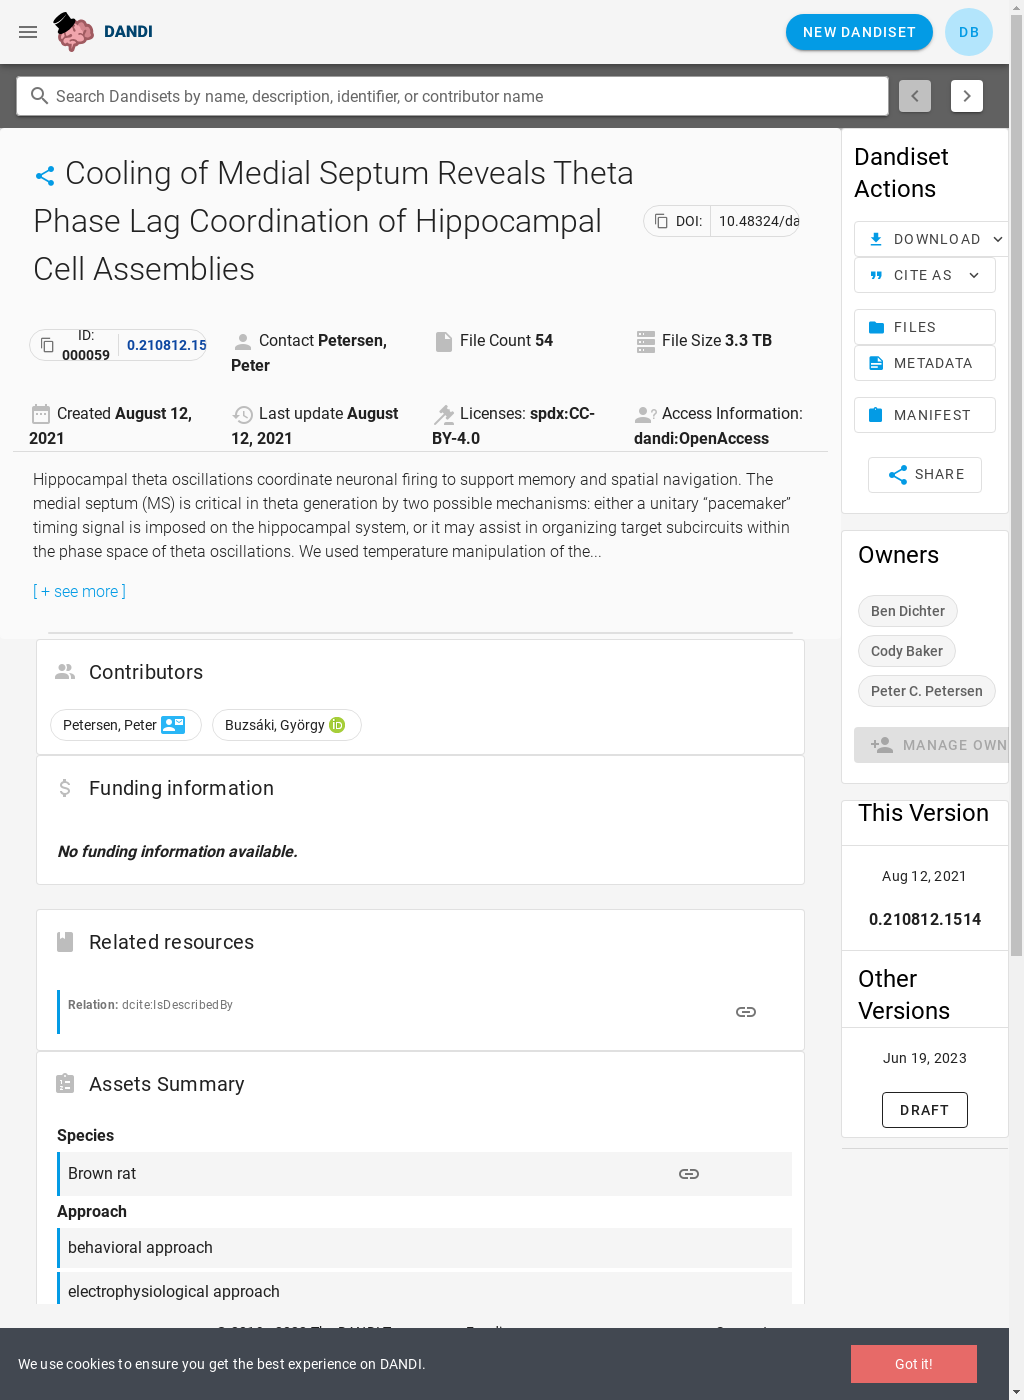 DANDI
NEW DANDISET
DB
Search Dandisets by name, description, identifier, or contributor name
Cooling of Medial Septum Reveals Theta
Phase Lag Coordination of Hippocampal
Cell Assemblies
DOI: 10.48324/da
ID:
000059
0.210812.15
Contact Petersen,
Peter
File Count 54
File Size 3.3 TB
Created August 12,
2021
Last update August
12, 2021
Licenses: spdx:CC-
BY-4.0
Access Information:
dandi:OpenAccess
Hippocampal theta oscillations coordinate neuronal firing to support memory and spatial navigation. The
medial septum (MS) is critical in theta generation by two possible mechanisms: either a unitary “pacemaker”
timing signal is imposed on the hippocampal system, or it may assist in organizing target subcircuits within
the phase space of theta oscillations. We used temperature manipulation of the...
[ + see more ]
Contributors
Petersen, Peter
Buzsáki, György iD
Funding information
No funding information available.
Related resources
Relation: dcite:IsDescribedBy
Assets Summary
Species
Brown rat
Approach
behavioral approach
electrophysiological approach
Dandiset
Actions
DOWNLOAD
CITE AS
FILES
METADATA
MANIFEST
SHARE
Owners
Ben Dichter
Cody Baker
Peter C. Petersen
MANAGE OWN
This Version
Aug 12, 2021
0.210812.1514
Other
Versions
Jun 19, 2023
DRAFT
We use cookies to ensure you get the best experience on DANDI.
Got it!